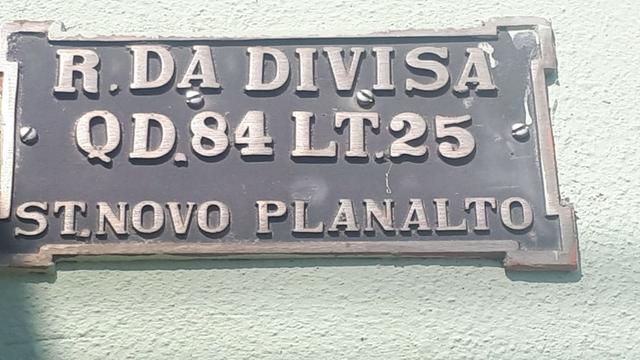 R. DA DIVISA
QD. 84 LT. 25
ST. NOVO PLANALTO